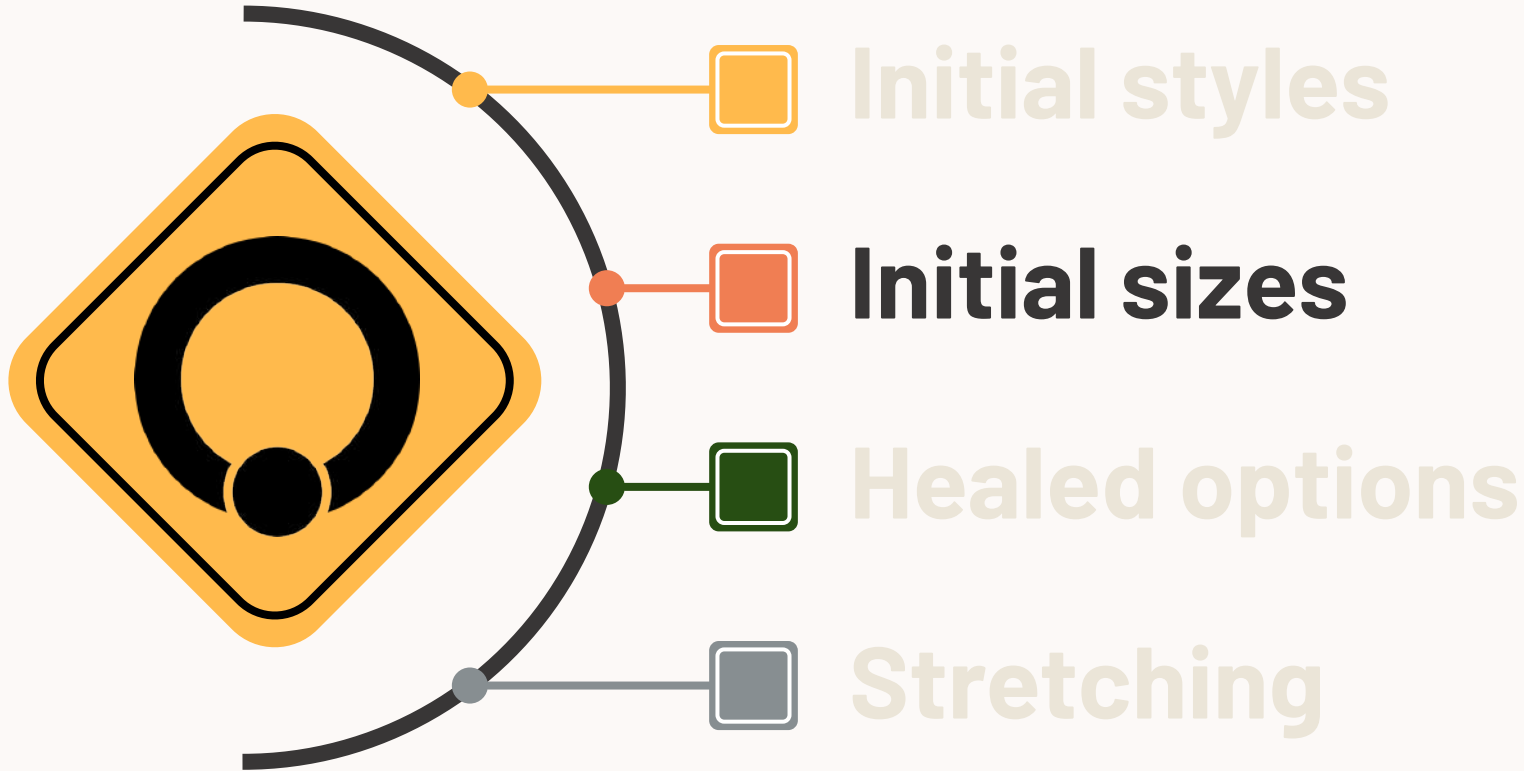 Initial styles
Initial sizes
Healed options
Stretching